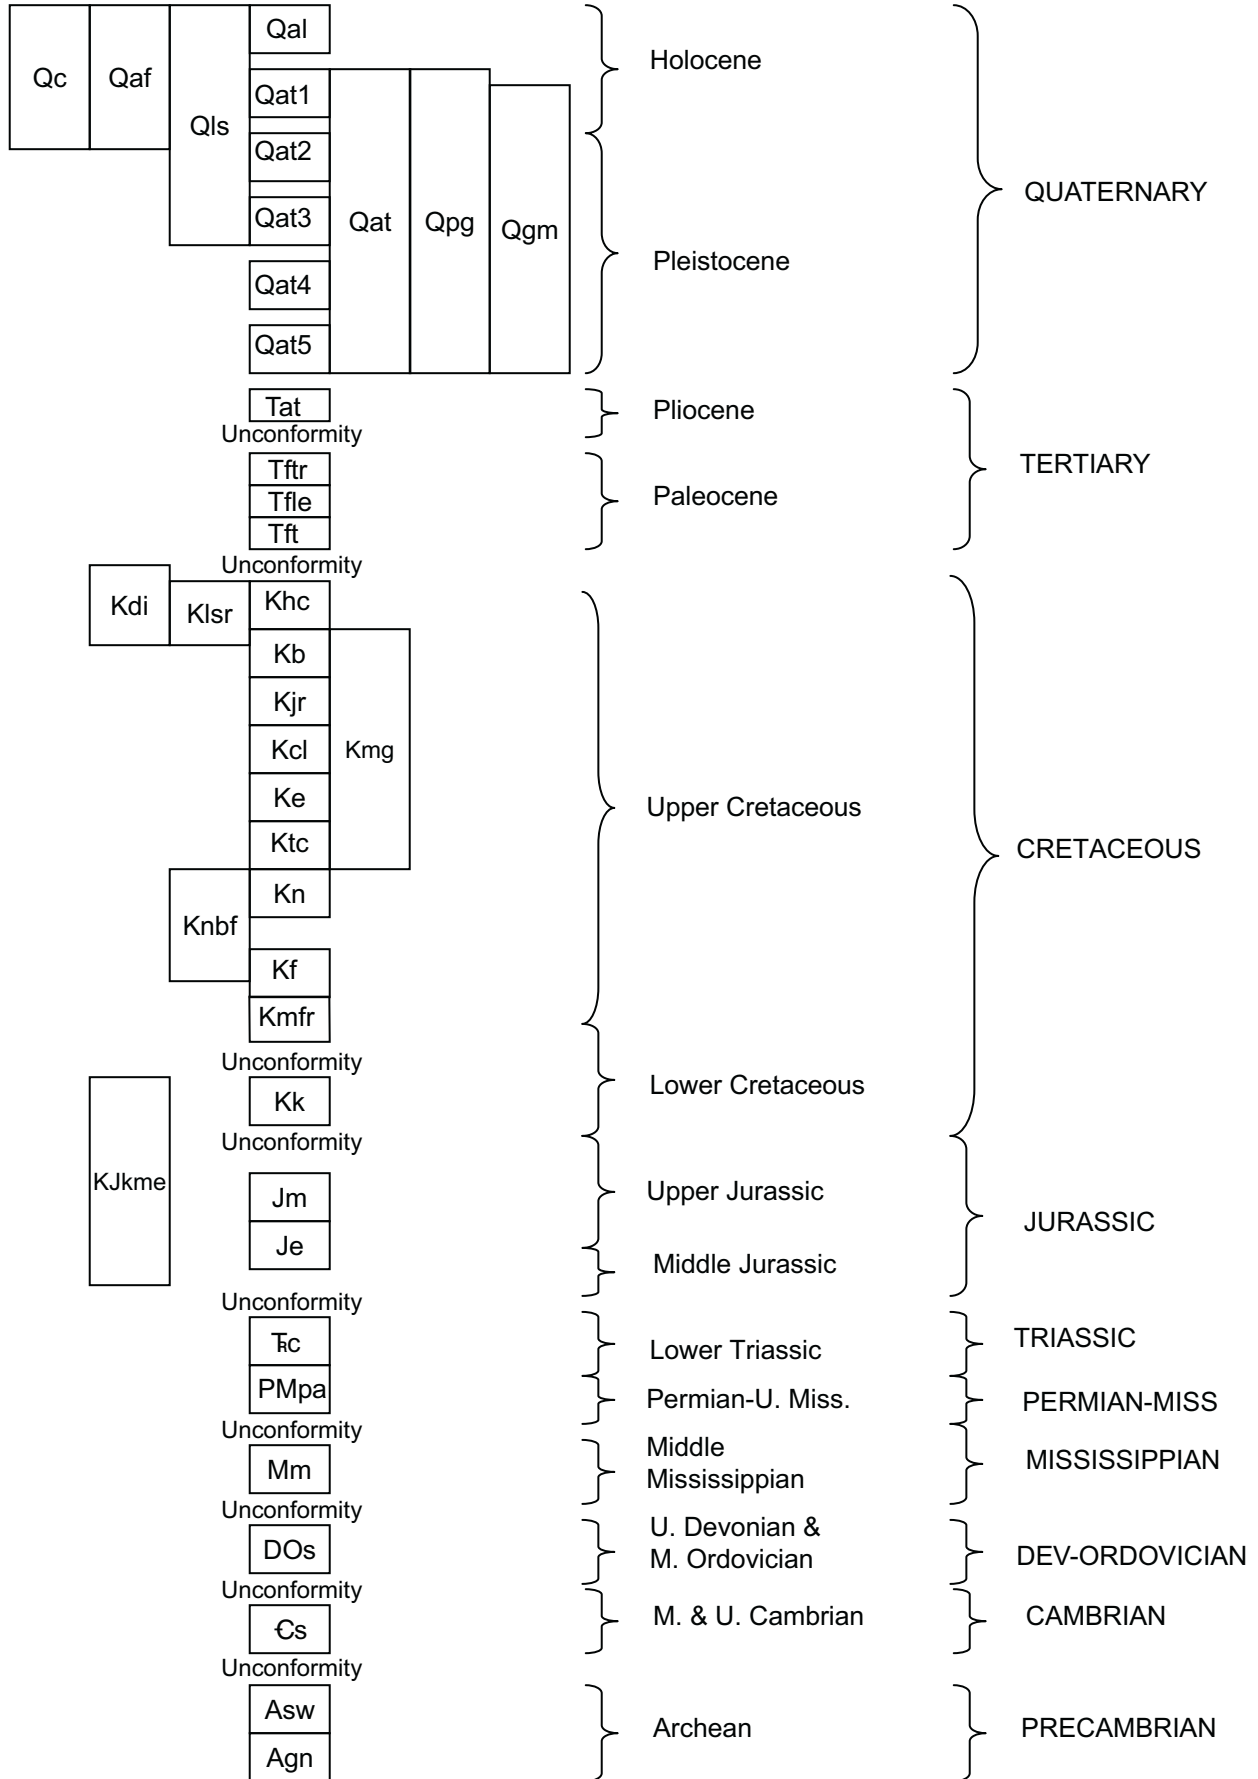 Qal
Holocene
Qc
Qaf
Qat1
Qls
Qat2
QUATERNARY
Qat3
Qat
Qpg
Qgm
Pleistocene
Qat4
Qat5
Tat
Pliocene
Unconformity
TERTIARY
Tftr
Tfle
Paleocene
Tft
Unconformity
Kdi
Klsr
Khc
Kb
Kjr
Kcl
Kmg
Ke
Upper Cretaceous
Ktc
CRETACEOUS
Kn
Knbf
Kf
Kmfr
Unconformity
Lower Cretaceous
Kk
Unconformity
KJkme
Jm
Upper Jurassic
JURASSIC
Je
Middle Jurassic
Unconformity
TRc
Lower Triassic
TRIASSIC
PMpa
Permian-U. Miss.
PERMIAN-MISS
Unconformity
Middle
Mississippian
MISSISSIPPIAN
Mm
Unconformity
U. Devonian &
M. Ordovician
DOs
DEV-ORDOVICIAN
Unconformity
M. & U. Cambrian
CAMBRIAN
Єs
Unconformity
Asw
Archean
PRECAMBRIAN
Agn